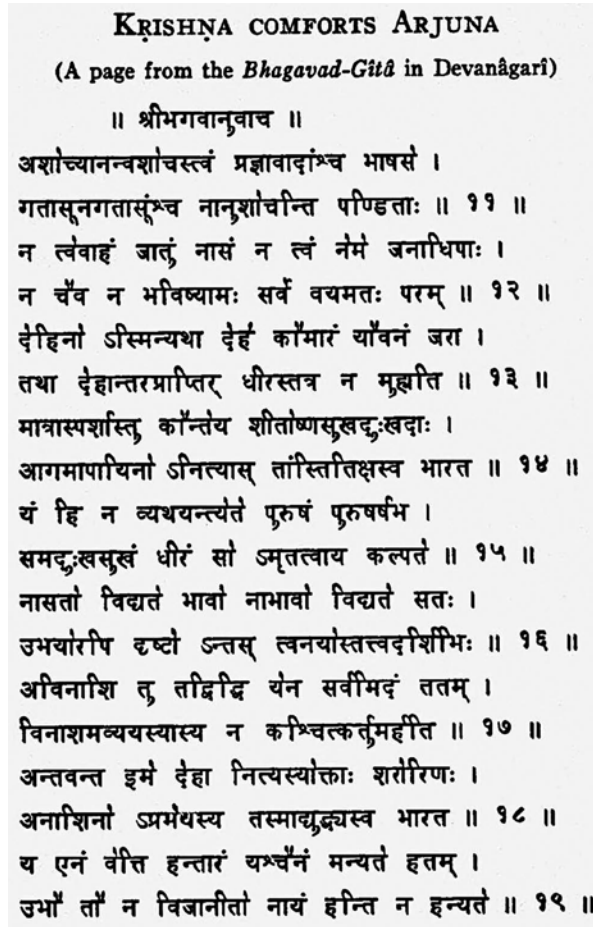 KṚISHṆA COMFORTS ARJUNA
(A page from the Bhagavad-Gîtâ in Devanâgarî)
॥ श्रीभगवानुवाच ॥
अशोच्यानन्वशोचस्त्वं प्रज्ञावादांश्च भाषसे ।
गतासूनगतासूंश्च नानुशोचन्ति पण्डिताः ॥ ११ ॥
न त्वेवाहं जातुं नासं न त्वं नेमे जनाधिपाः ।
न चैव न भविष्यामः सर्वे वयमतः परम् ॥ १२ ॥
देहिनो ऽस्मिन्यथा देहे कौमारं यौवनं जरा ।
तथा देहान्तरप्राप्तिर् धीरस्तत्र न मुह्यति ॥ १३ ॥
मात्रास्पर्शास्तु कौन्तेय शीतोष्णसुखदुःखदाः ।
आगमापायिनो ऽनित्यास् तांस्तितिक्षस्व भारत ॥ १४ ॥
यं हि न व्यथयन्त्येते पुरुषं पुरुषर्षभ ।
समदुःखसुखं धीरं सो ऽमृतत्वाय कल्पते ॥ १५ ॥
नासतो विद्यते भावो नाभावो विद्यते सतः ।
उभयोरपि दृष्टो ऽन्तस् त्वनयोस्तत्त्वदर्शिभिः ॥ १६ ॥
अविनाशि तु तद्विद्धि येन सर्वमिदं ततम् ।
विनाशमव्ययस्यास्य न कश्चित्कर्तुमर्हति ॥ १७ ॥
अन्तवन्त इमे देहा नित्यस्योक्ताः शरीरिणः ।
अनाशिनो ऽप्रमेयस्य तस्माद्युद्ध्यस्व भारत ॥ १८ ॥
य एनं वेत्ति हन्तारं यश्चैनं मन्यते हतम् ।
उभौ तौ न विजानीतो नायं हन्ति न हन्यते ॥ १९ ॥